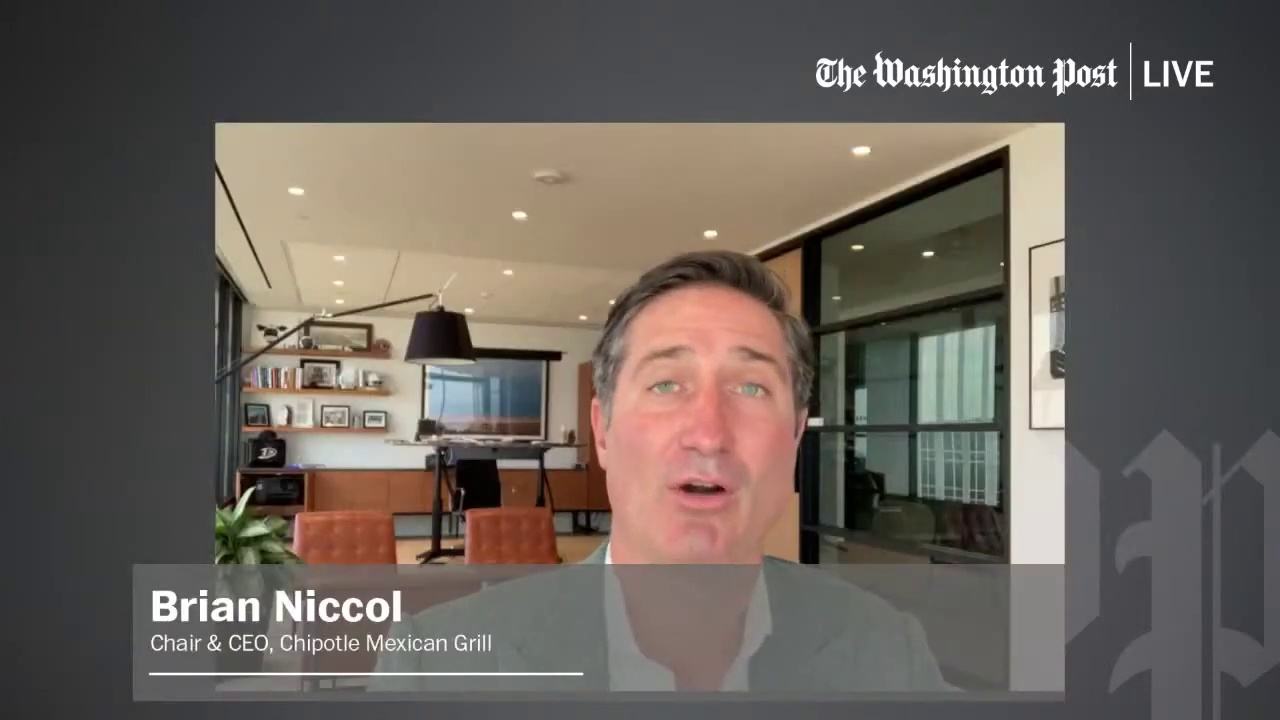 The Washington Post LIVE
Brian Niccol
Chair & CEO, Chipotle Mexican Grill